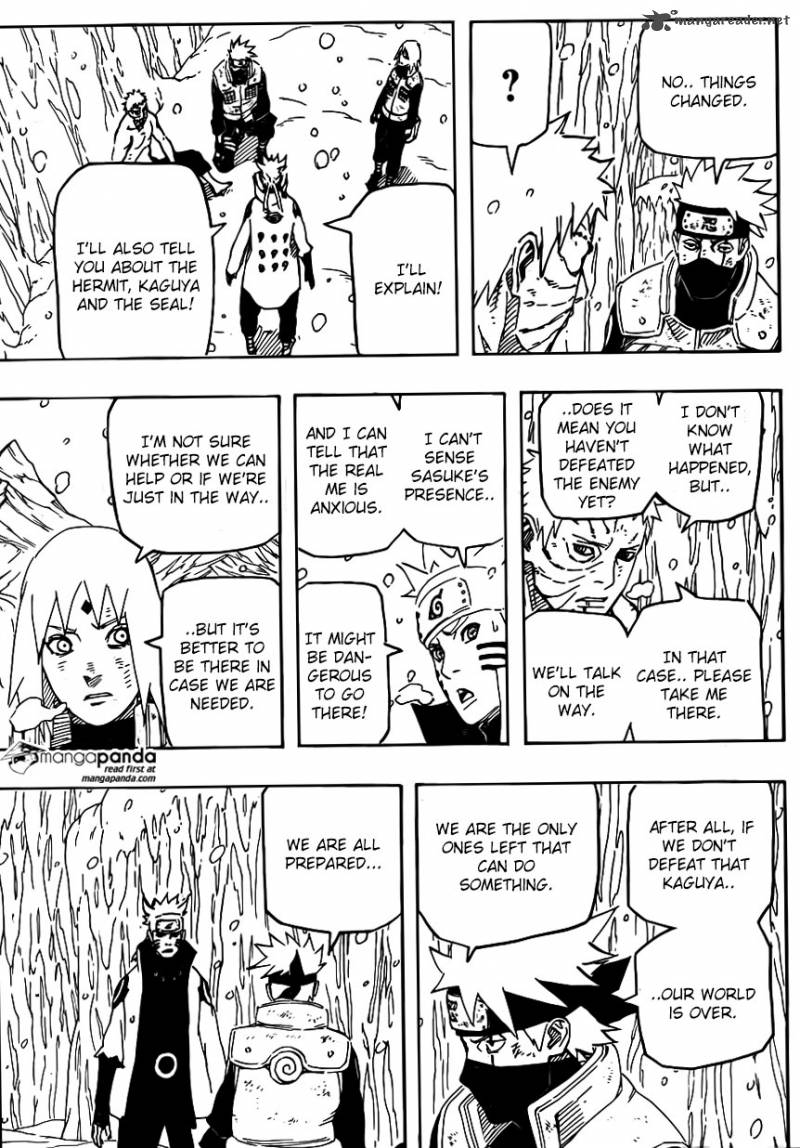 mangareader.net
NO.. THINGS
CHANGED.
?
I'LL
EXPLAIN!
I'LL ALSO TELL
YOU ABOUT THE
HERMIT, KAGUYA
AND THE SEAL!
I DON'T
KNOW
WHAT
HAPPENED,
BUT..
..DOES IT
MEAN YOU
HAVEN'T
DEFEATED
THE ENEMY
YET?
IN THAT
CASE.. PLEASE
TAKE ME
THERE.
WE'LL TALK
ON THE
WAY.
I CAN'T
SENSE
SASUKE'S
PRESENCE..
AND I CAN
TELL THAT
THE REAL
ME IS
ANXIOUS.
IT MIGHT
BE DAN-
GEROUS
TO GO
THERE!
I'M NOT SURE
WHETHER WE CAN
HELP OR IF WE'RE
JUST IN THE WAY..
..BUT IT'S
BETTER TO
BE THERE IN
CASE WE ARE
NEEDED.
mangapanda
read first at
mangapanda.com
AFTER ALL, IF
WE DON'T
DEFEAT THAT
KAGUYA..
..OUR WORLD
IS OVER.
WE ARE THE ONLY
ONES LEFT THAT
CAN DO
SOMETHING.
WE ARE ALL
PREPARED...